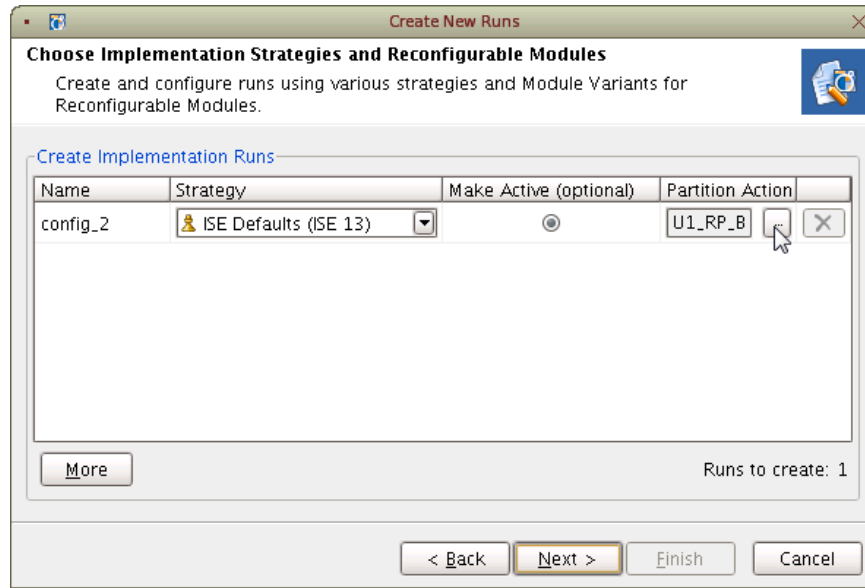 Create New Runs
Choose Implementation Strategies and Reconfigurable Modules
Create and configure runs using various strategies and Module Variants for
Reconfigurable Modules.
Create Implementation Runs
Name Strategy Make Active (optional) Partition Action
config_2 ISE Defaults (ISE 13) U1_RP_B ...
More Runs to create: 1
< Back Next > Finish Cancel